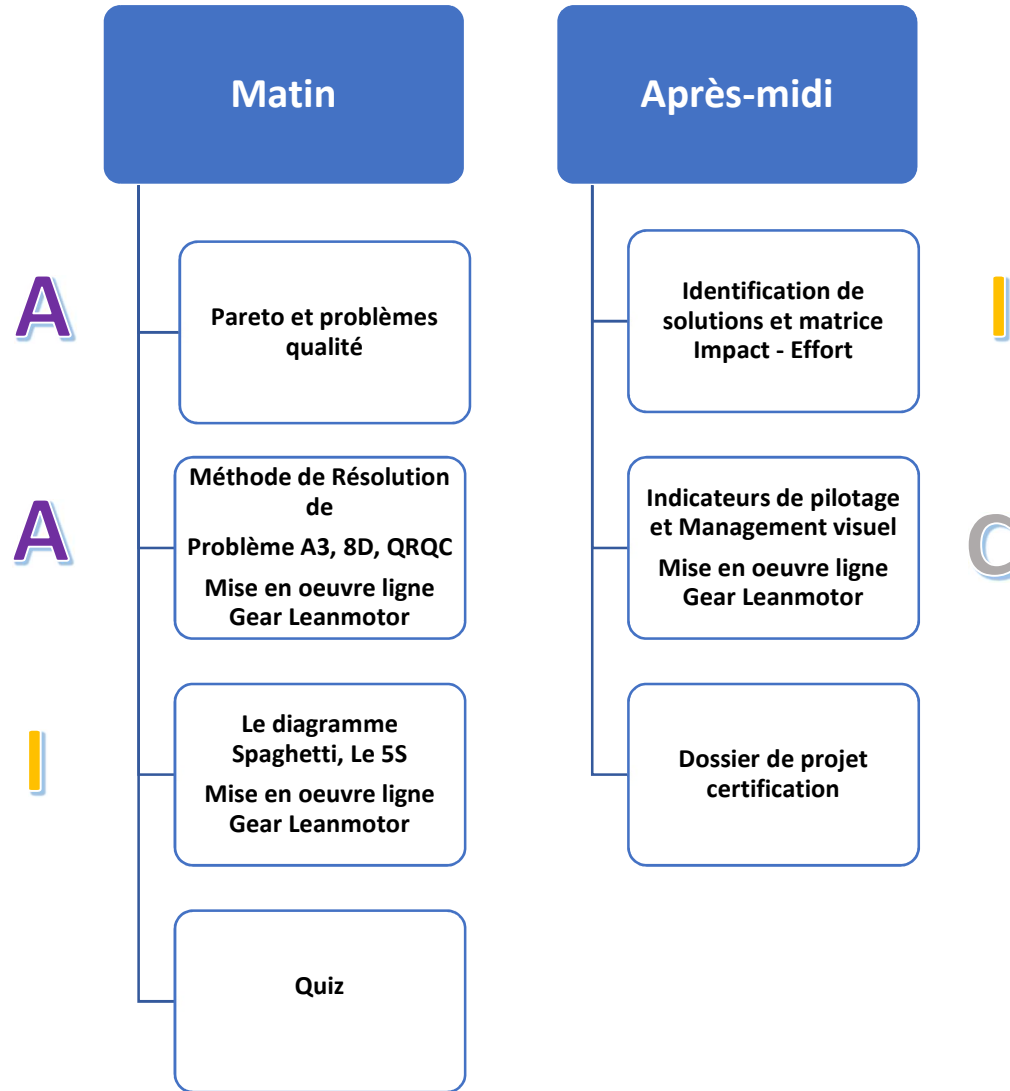 Matin
A
Pareto et problèmes
qualité
A
Méthode de Résolution
de
Problème A3, 8D, QRQC
Mise en oeuvre ligne
Gear Leanmotor
I
Le diagramme
Spaghetti, Le 5S
Mise en oeuvre ligne
Gear Leanmotor
Quiz
Après-midi
Identification de
solutions et matrice
Impact - Effort
I
Indicateurs de pilotage
et Management visuel
Mise en oeuvre ligne
Gear Leanmotor
C
Dossier de projet
certification